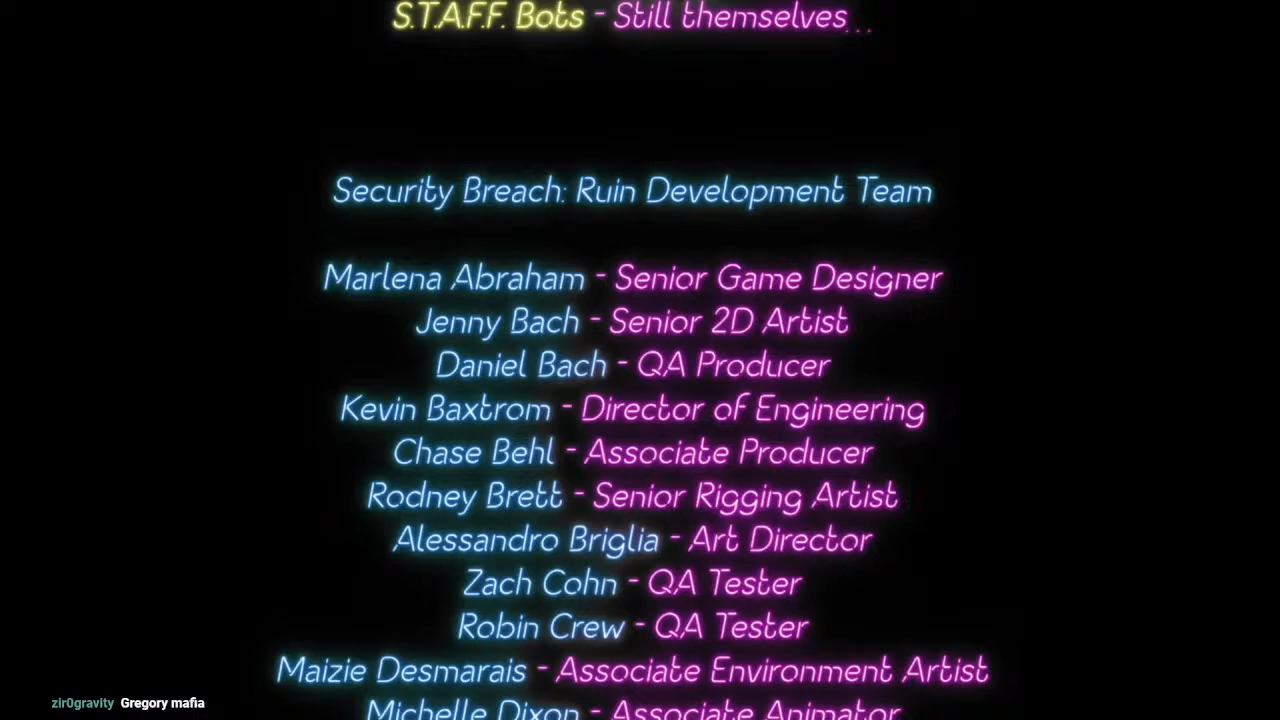 S.T.A.F.F. Bots - Still themselves...
Security Breach: Ruin Development Team
Marlena Abraham - Senior Game Designer
Jenny Bach - Senior 2D Artist
Daniel Bach - QA Producer
Kevin Baxtrom - Director of Engineering
Chase Behl - Associate Producer
Rodney Brett - Senior Rigging Artist
Alessandro Briglia - Art Director
Zach Cohn - QA Tester
Robin Crew - QA Tester
Maizie Desmarais - Associate Environment Artist
Michelle Dixon - Associate Animator
zir0gravity Gregory mafia